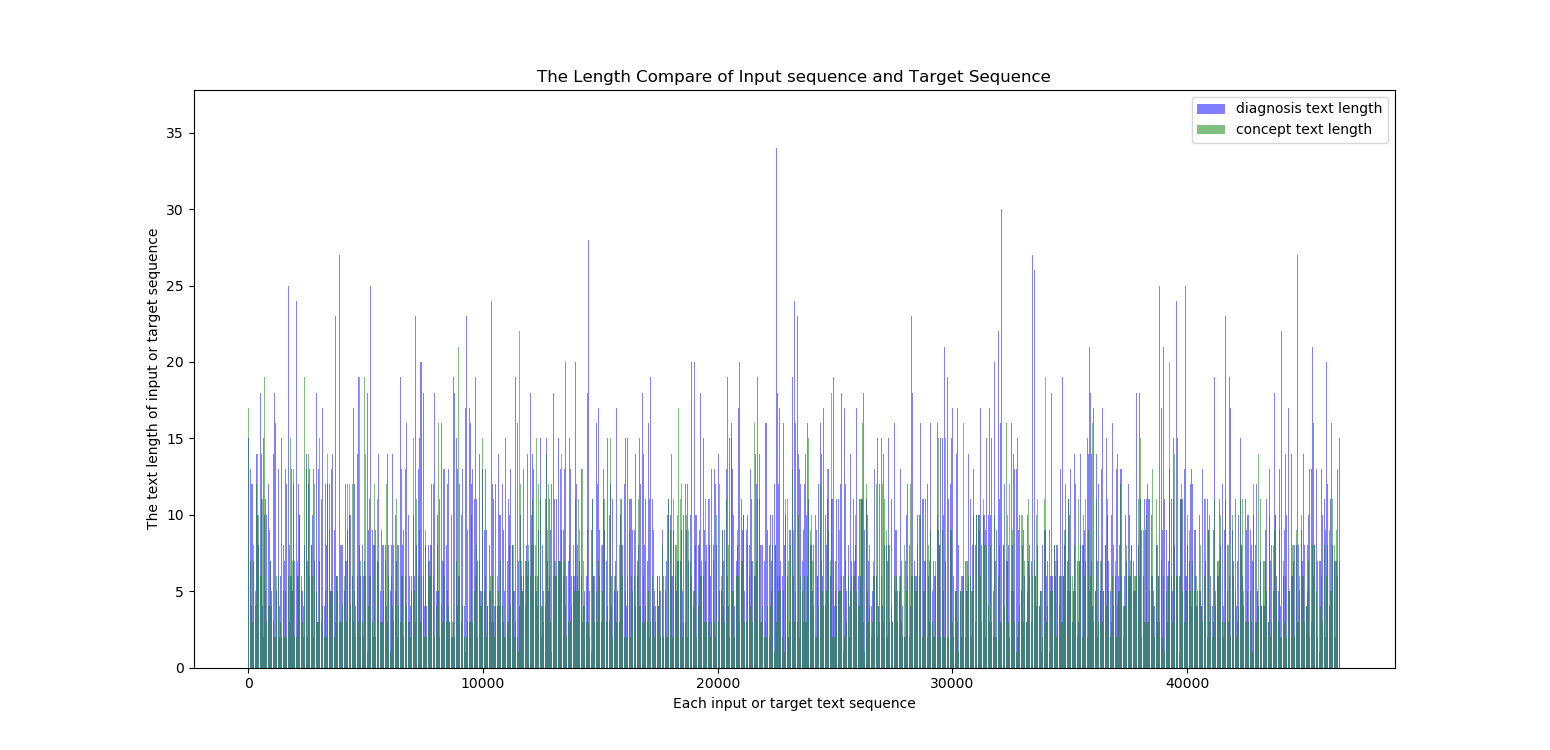 The Length Compare of Input sequence and Target Sequence
diagnosis text length
concept text length
The text length of input or target sequence
35
30
25
20
15
10
5
0
0 10000 20000 30000 40000
Each input or target text sequence